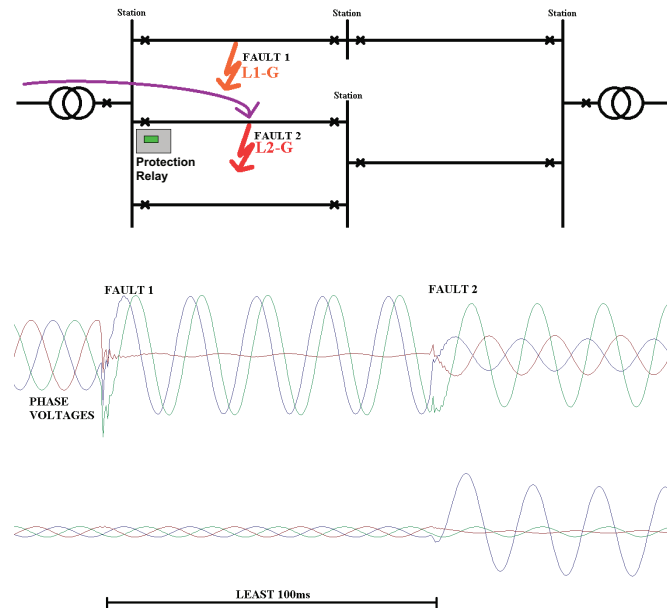 Station
Station
Station
FAULT 1
L1-G
Station
FAULT 2
L2-G
Protection
Relay
FAULT 1
FAULT 2
PHASE
VOLTAGES
LEAST 100ms